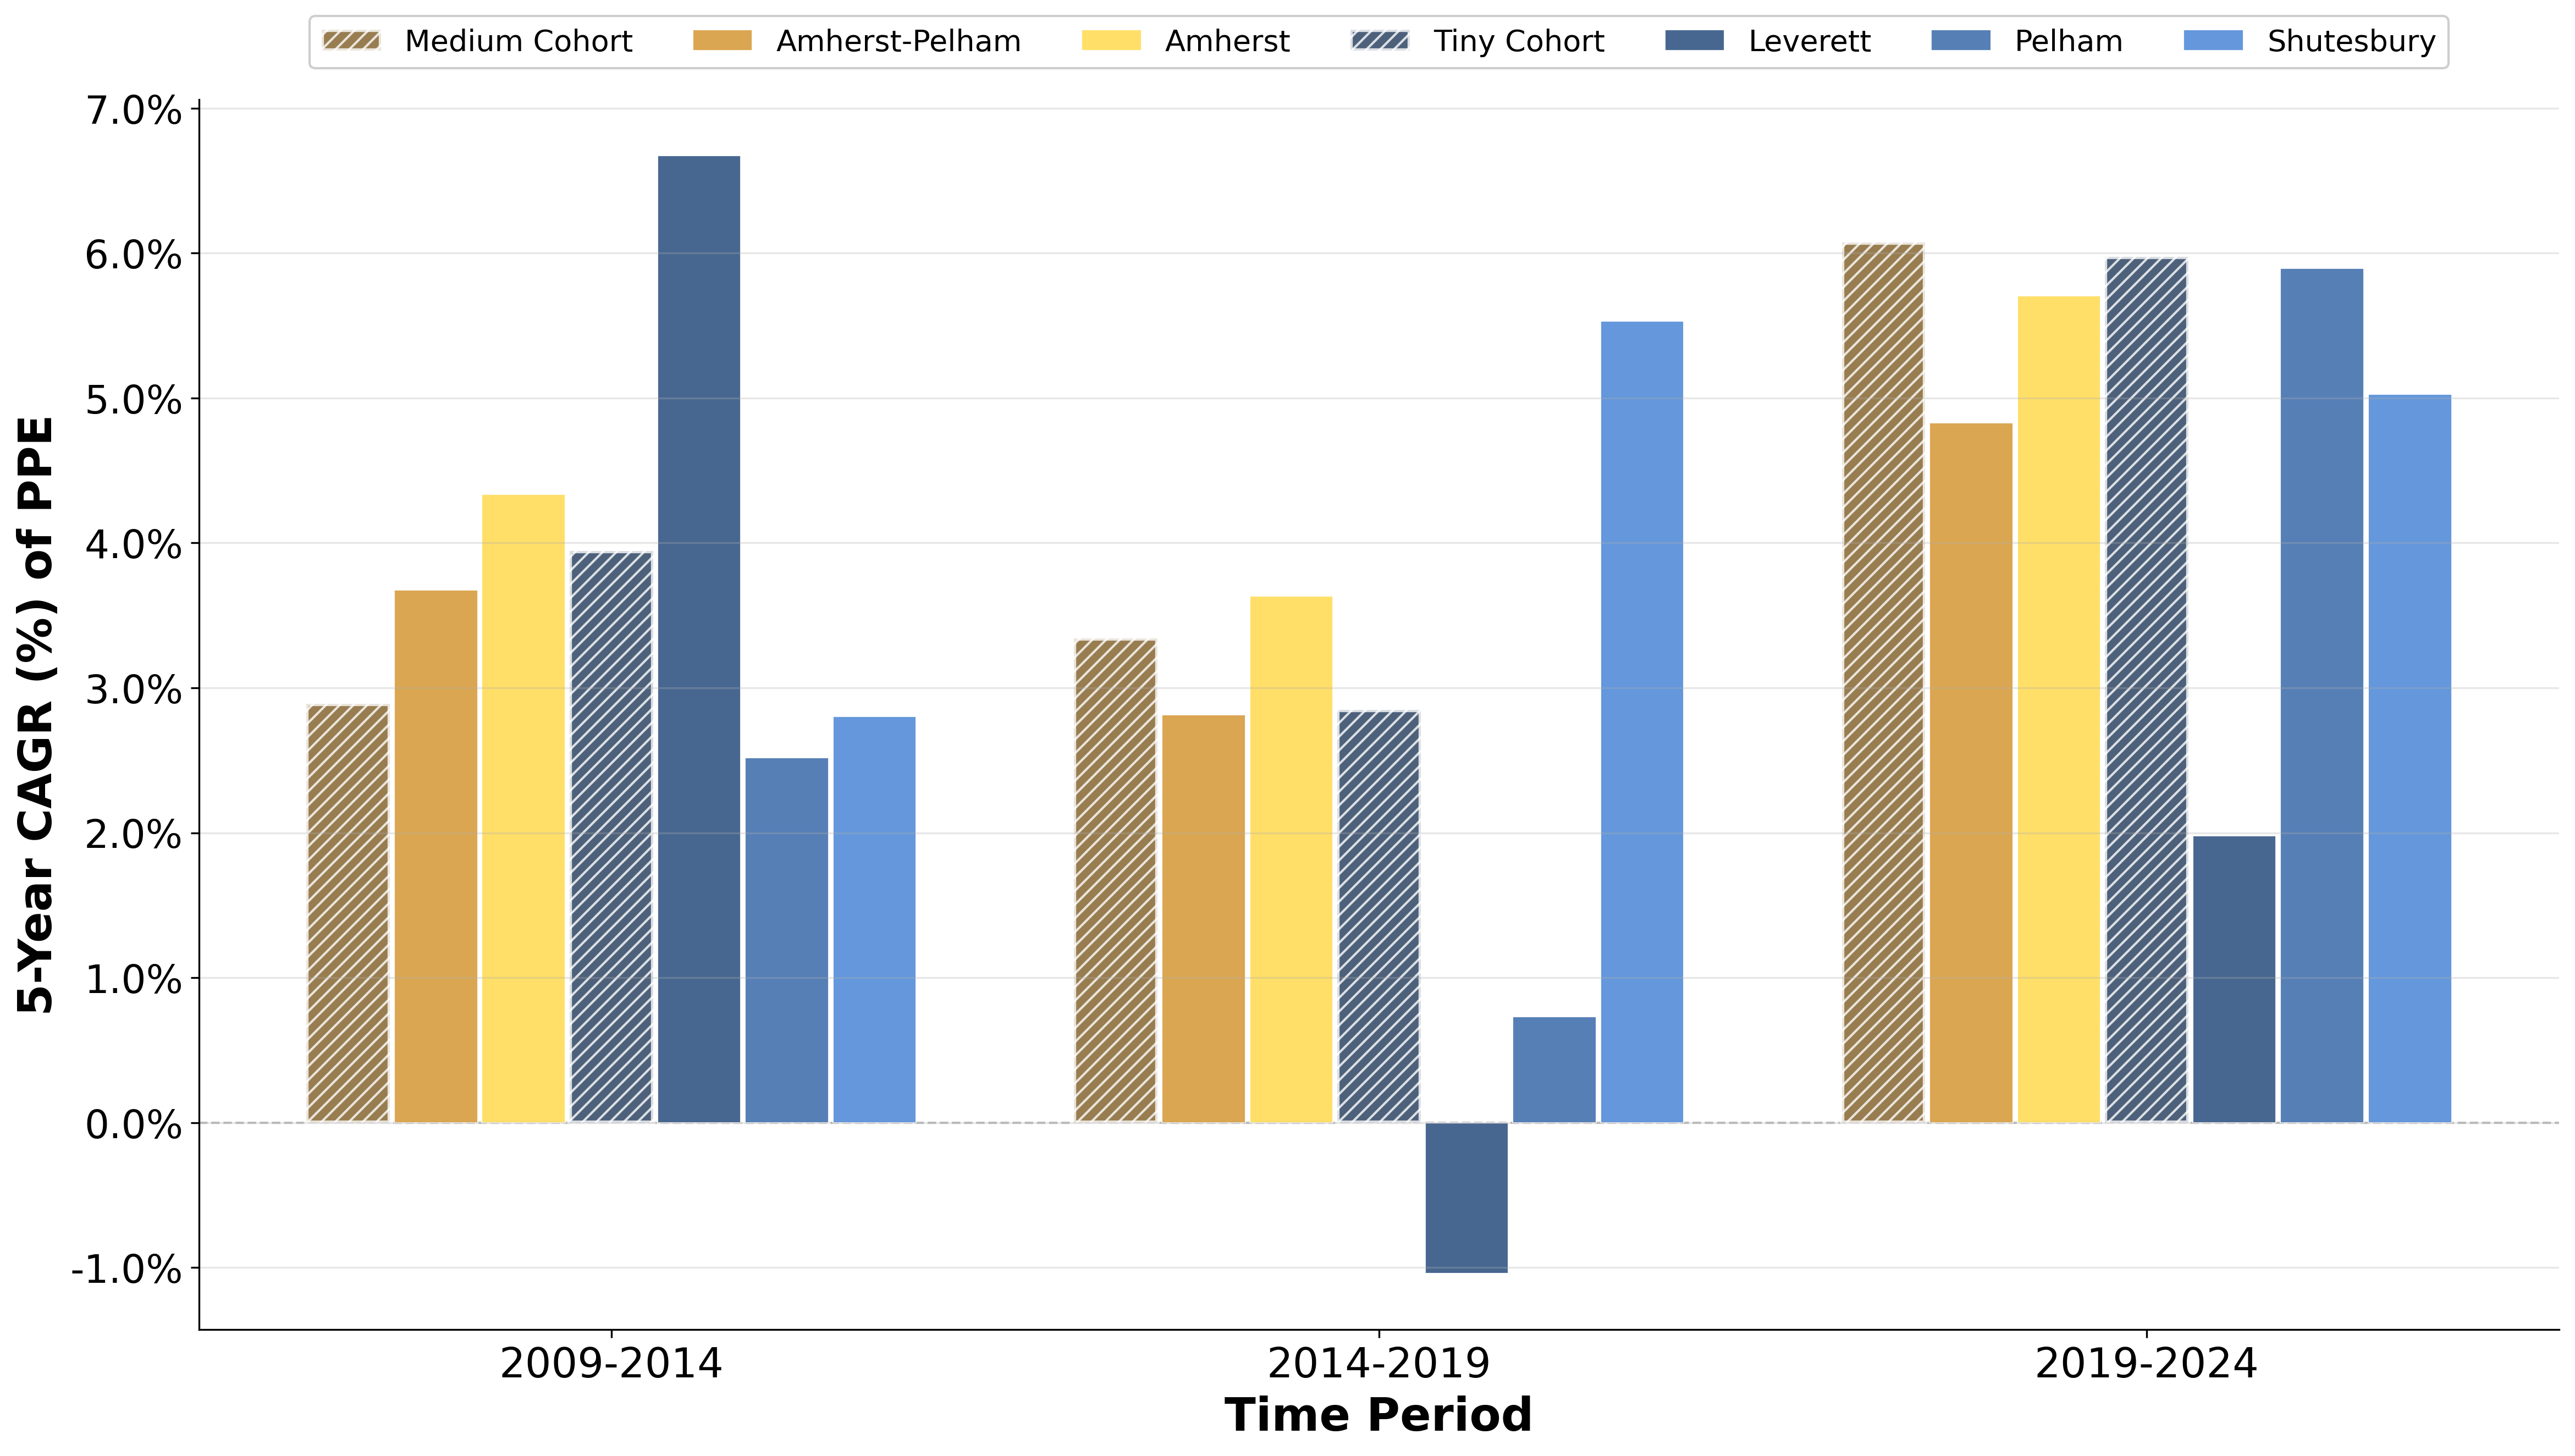 Medium Cohort Amherst-Pelham Amherst Tiny Cohort Leverett Pelham Shutesbury
7.0%
6.0%
5.0%
4.0%
3.0%
2.0%
1.0%
0.0%
-1.0%
5-Year CAGR (%) of PPE
2009-2014 2014-2019 2019-2024
Time Period